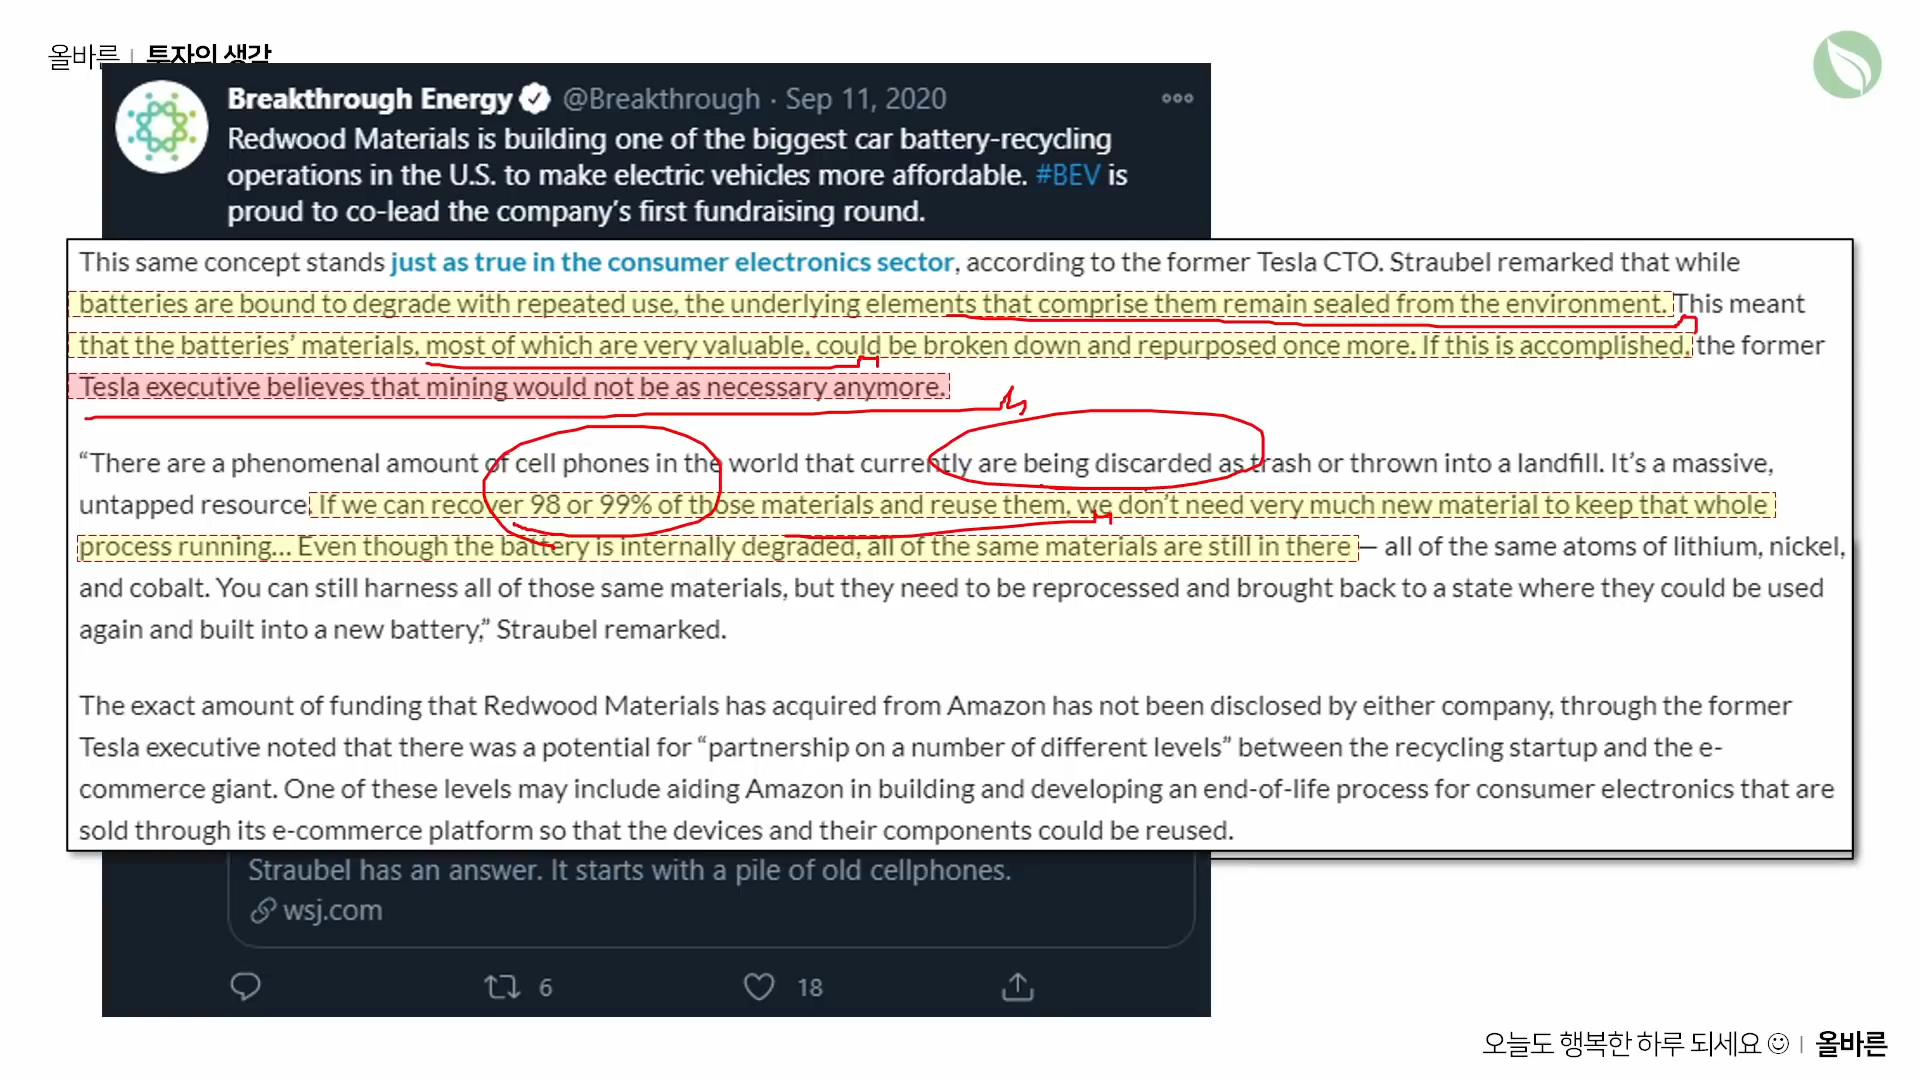 올바른 | 투자의 생각
Breakthrough Energy @Breakthrough · Sep 11, 2020
Redwood Materials is building one of the biggest car battery-recycling
operations in the U.S. to make electric vehicles more affordable. #BEV is
proud to co-lead the company's first fundraising round.
This same concept stands just as true in the consumer electronics sector, according to the former Tesla CTO. Straubel remarked that while
batteries are bound to degrade with repeated use, the underlying elements that comprise them remain sealed from the environment. This meant
that the batteries' materials, most of which are very valuable, could be broken down and repurposed once more. If this is accomplished, the former
Tesla executive believes that mining would not be as necessary anymore.
“There are a phenomenal amount of cell phones in the world that currently are being discarded as trash or thrown into a landfill. It's a massive,
untapped resource. If we can recover 98 or 99% of those materials and reuse them, we don't need very much new material to keep that whole
process running… Even though the battery is internally degraded, all of the same materials are still in there — all of the same atoms of lithium, nickel,
and cobalt. You can still harness all of those same materials, but they need to be reprocessed and brought back to a state where they could be used
again and built into a new battery,” Straubel remarked.
The exact amount of funding that Redwood Materials has acquired from Amazon has not been disclosed by either company, through the former
Tesla executive noted that there was a potential for “partnership on a number of different levels” between the recycling startup and the e-
commerce giant. One of these levels may include aiding Amazon in building and developing an end-of-life process for consumer electronics that are
sold through its e-commerce platform so that the devices and their components could be reused.
Straubel has an answer. It starts with a pile of old cellphones.
wsj.com
6 18
오늘도 행복한 하루 되세요 ☺ | 올바른